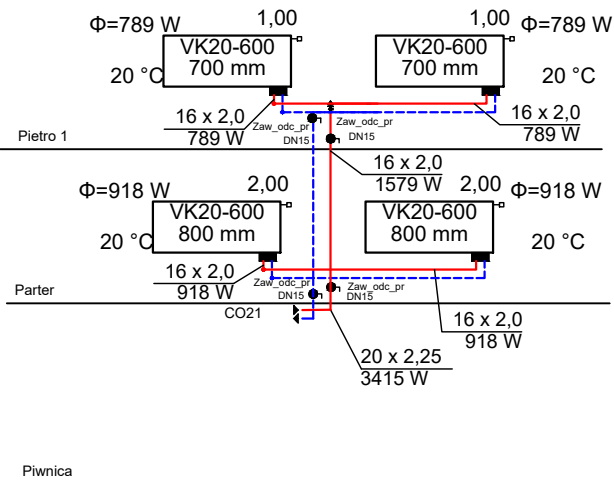 Φ=789 W
1,00
VK20-600
700 mm
20 °C
16 x 2,0
789 W
1,00
Φ=789 W
VK20-600
700 mm
20 °C
16 x 2,0
789 W
Zaw_odc_pr
DN15
Zaw_odc_pr
DN15
Pietro 1
16 x 2,0
1579 W
Φ=918 W
2,00
VK20-600
800 mm
20 °C
16 x 2,0
918 W
2,00
Φ=918 W
VK20-600
800 mm
20 °C
Zaw_odc_pr
DN15
Zaw_odc_pr
DN15
Parter
CO21
16 x 2,0
918 W
20 x 2,25
3415 W
Piwnica